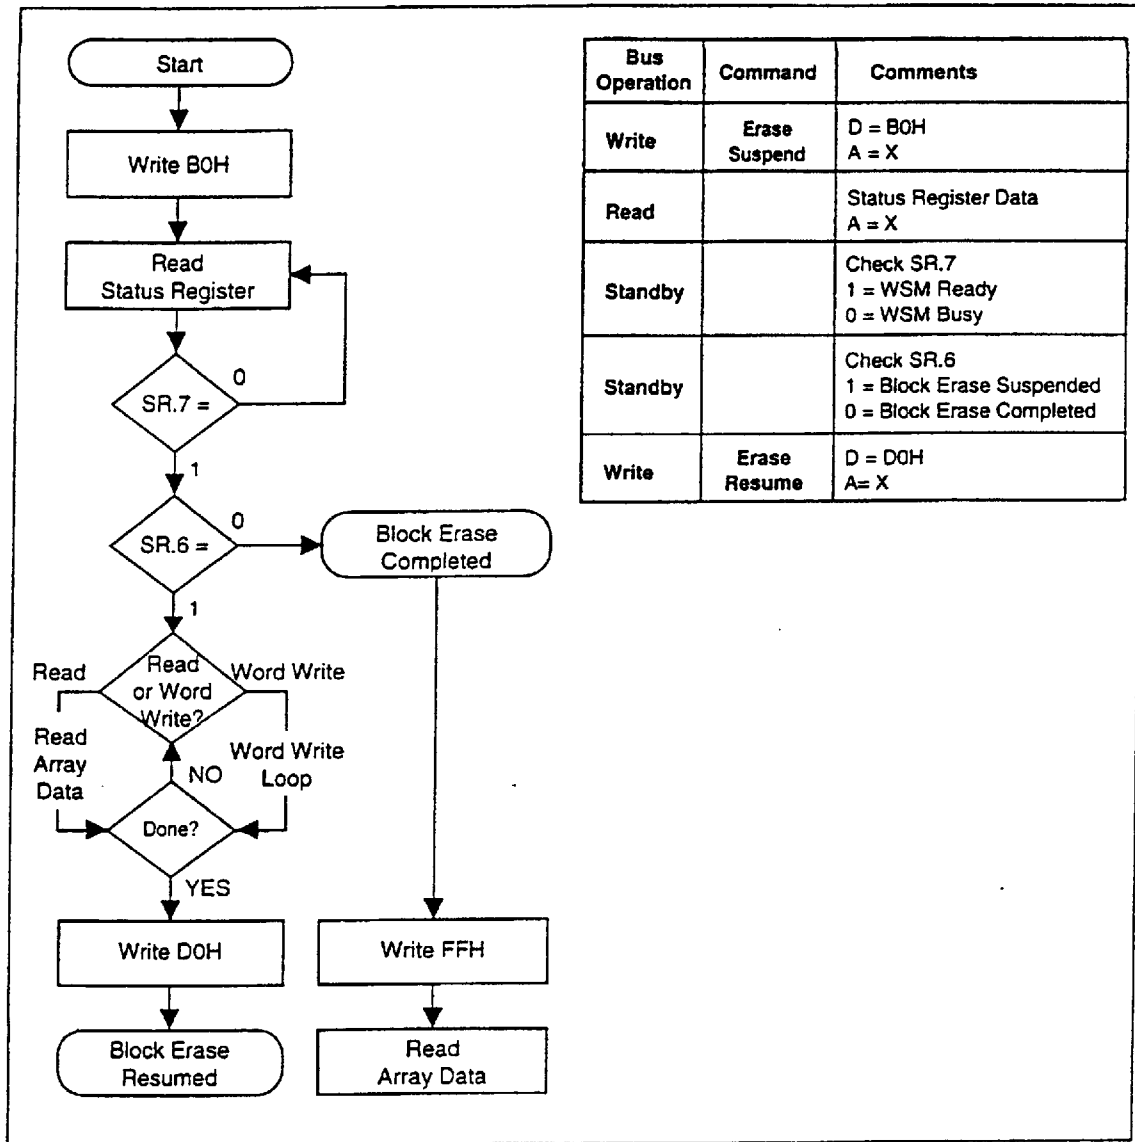 Start
Write B0H
Read
Status Register
SR.7 =
0
1
SR.6 =
0
1
Block Erase
Completed
Read
Read
or Word
Write?
Word Write
Read
Array
Data
NO
Word Write
Loop
Done?
YES
Write D0H
Write FFH
Block Erase
Resumed
Read
Array Data
Bus
Operation
Command
Comments
Write
Erase
Suspend
D = B0H
A = X
Read
Status Register Data
A = X
Standby
Check SR.7
1 = WSM Ready
0 = WSM Busy
Standby
Check SR.6
1 = Block Erase Suspended
0 = Block Erase Completed
Write
Erase
Resume
D = D0H
A= X